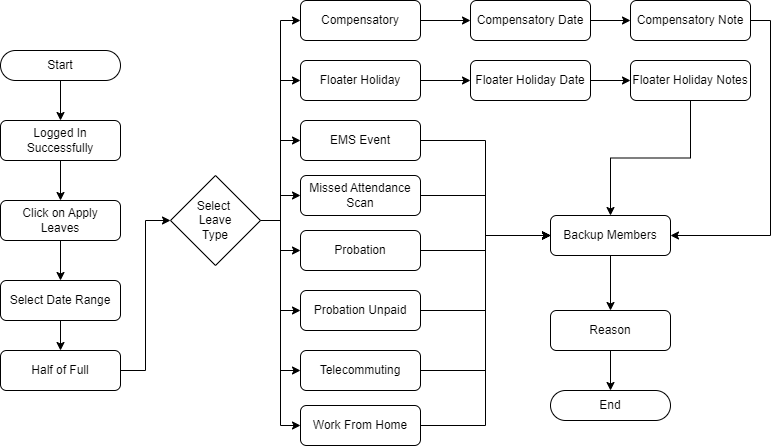 Start
Logged In
Successfully
Click on Apply
Leaves
Select Date Range
Half of Full
Select
Leave
Type
Compensatory
Compensatory Date
Compensatory Note
Floater Holiday
Floater Holiday Date
Floater Holiday Notes
EMS Event
Missed Attendance
Scan
Probation
Probation Unpaid
Telecommuting
Work From Home
Backup Members
Reason
End